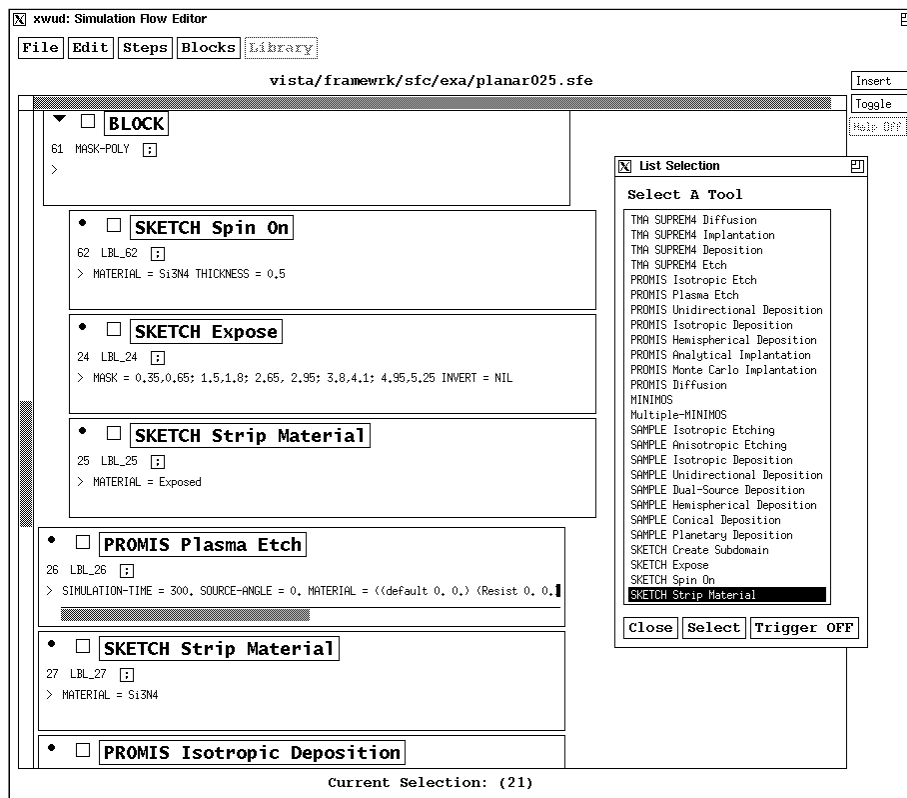 xwud: Simulation Flow Editor
File Edit Steps Blocks Library
vista/framewrk/sfc/exa/planar025.sfe
Insert
Toggle
Help Off
BLOCK
61 MASK-POLY ;
>
SKETCH Spin On
62 LBL_62 ;
> MATERIAL = Si3N4 THICKNESS = 0.5
SKETCH Expose
24 LBL_24 ;
> MASK = 0.35,0.65; 1.5,1.8; 2.65, 2.95; 3.8,4.1; 4.95,5.25 INVERT = NIL
SKETCH Strip Material
25 LBL_25 ;
> MATERIAL = Exposed
PROMIS Plasma Etch
26 LBL_26 ;
> SIMULATION-TIME = 300. SOURCE-ANGLE = 0. MATERIAL = ((default 0. 0.) (Resist 0. 0.
SKETCH Strip Material
27 LBL_27 ;
> MATERIAL = Si3N4
PROMIS Isotropic Deposition
Current Selection: (21)
List Selection
Select A Tool
TMA SUPREM4 Diffusion
TMA SUPREM4 Implantation
TMA SUPREM4 Deposition
TMA SUPREM4 Etch
PROMIS Isotropic Etch
PROMIS Plasma Etch
PROMIS Unidirectional Deposition
PROMIS Isotropic Deposition
PROMIS Hemispherical Deposition
PROMIS Analytical Implantation
PROMIS Monte Carlo Implantation
PROMIS Diffusion
MINIMOS
Multiple-MINIMOS
SAMPLE Isotropic Etching
SAMPLE Anisotropic Etching
SAMPLE Isotropic Deposition
SAMPLE Unidirectional Deposition
SAMPLE Dual-Source Deposition
SAMPLE Hemispherical Deposition
SAMPLE Conical Deposition
SAMPLE Planetary Deposition
SKETCH Create Subdomain
SKETCH Expose
SKETCH Spin On
SKETCH Strip Material
Close Select Trigger OFF